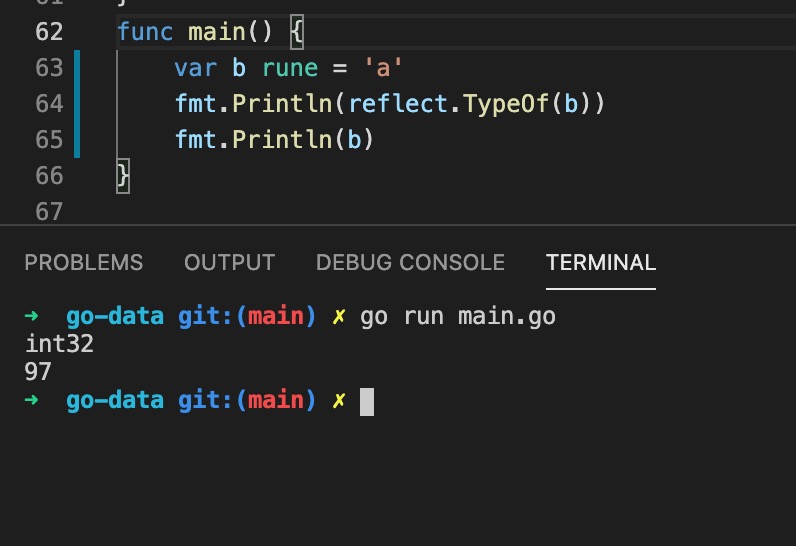 61 }
62 func main() {
63 var b rune = 'a'
64 fmt.Println(reflect.TypeOf(b))
65 fmt.Println(b)
66 }
67
PROBLEMS OUTPUT DEBUG CONSOLE TERMINAL
➜ go-data git:(main) ✗ go run main.go
int32
97
➜ go-data git:(main) ✗